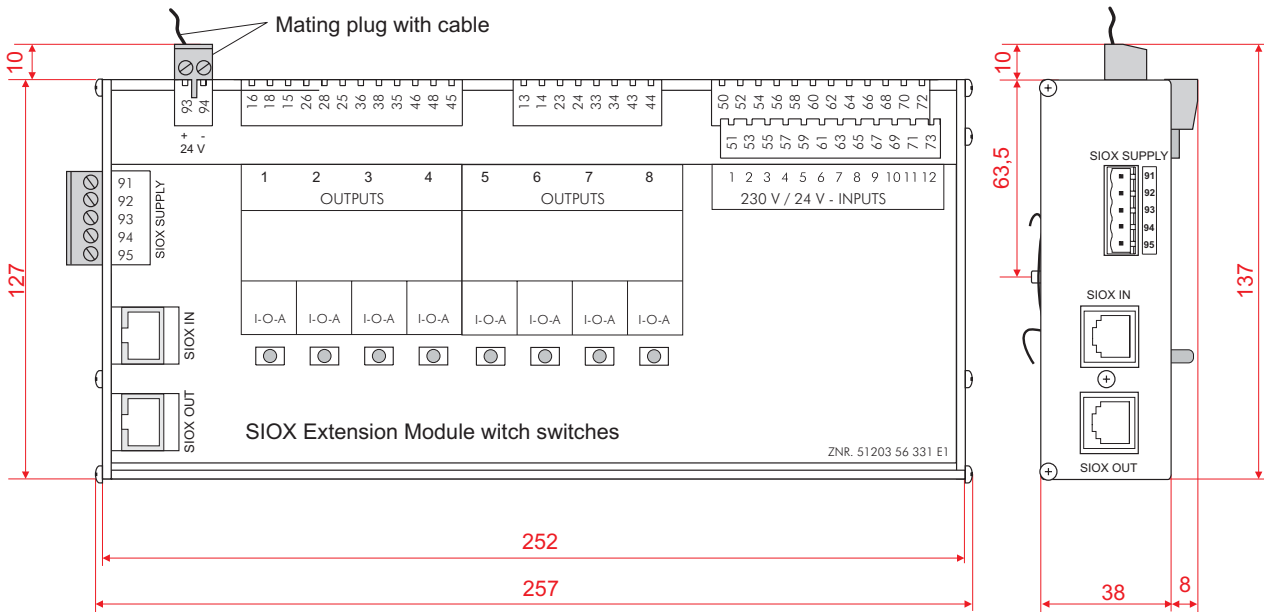 Mating plug with cable
10
93 94
+ -
24 V
16 18 15 26 28 25 36 38 35 46 48 45
13 14 23 24 33 34 43 44
50 52 54 56 58 60 62 64 66 68 70 72
51 53 55 57 59 61 63 65 67 69 71 73
1 2 3 4
OUTPUTS
5 6 7 8
OUTPUTS
1 2 3 4 5 6 7 8 9 10 11 12
230 V / 24 V - INPUTS
91
92
93
94
95
SIOX SUPPLY
127
I-O-A I-O-A I-O-A I-O-A I-O-A I-O-A I-O-A I-O-A
SIOX IN
SIOX OUT
SIOX Extension Module witch switches
ZNR. 51203 56 331 E1
252
257
10
63,5
137
SIOX SUPPLY
91
92
93
94
95
SIOX IN
SIOX OUT
38
8